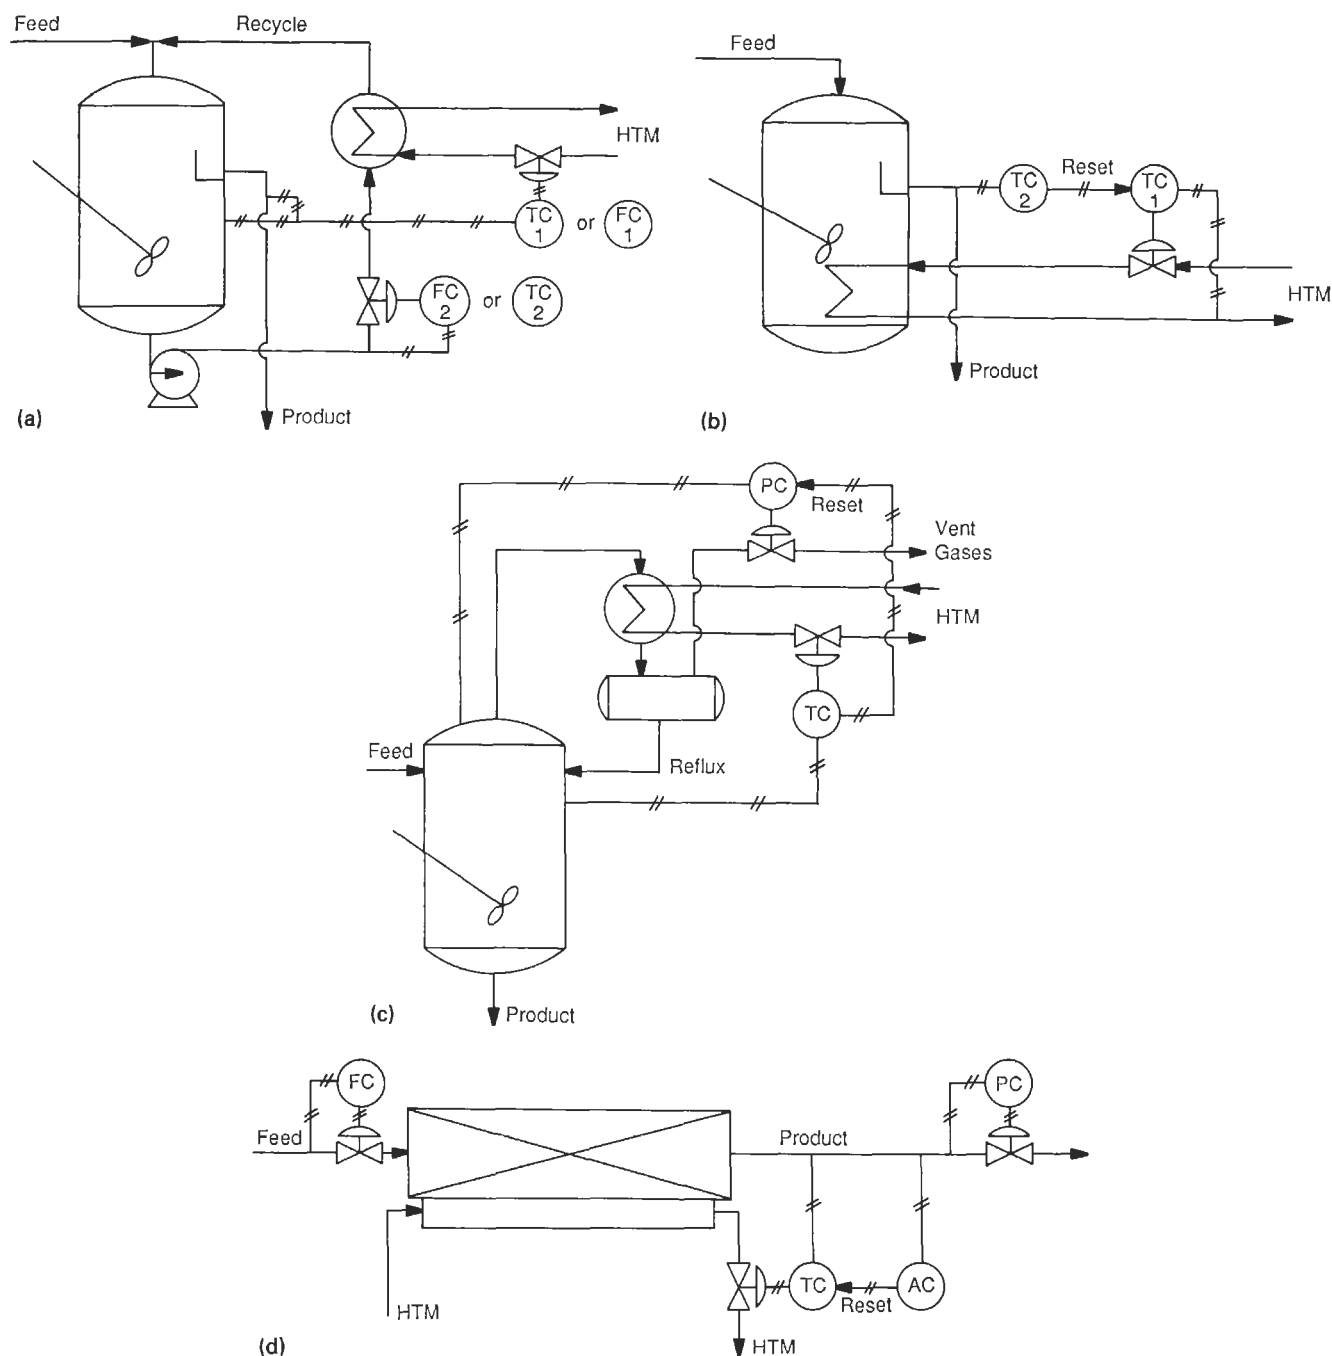 Feed
Recycle
HTM
TC 1 or FC 1
FC 2 or TC 2
Product
(a)
Feed
TC 2
Reset
TC 1
HTM
Product
(b)
PC
Reset
Vent
Gases
HTM
TC
Feed
Reflux
Product
(c)
FC
PC
Feed
Product
TC
AC
Reset
HTM
HTM
(d)